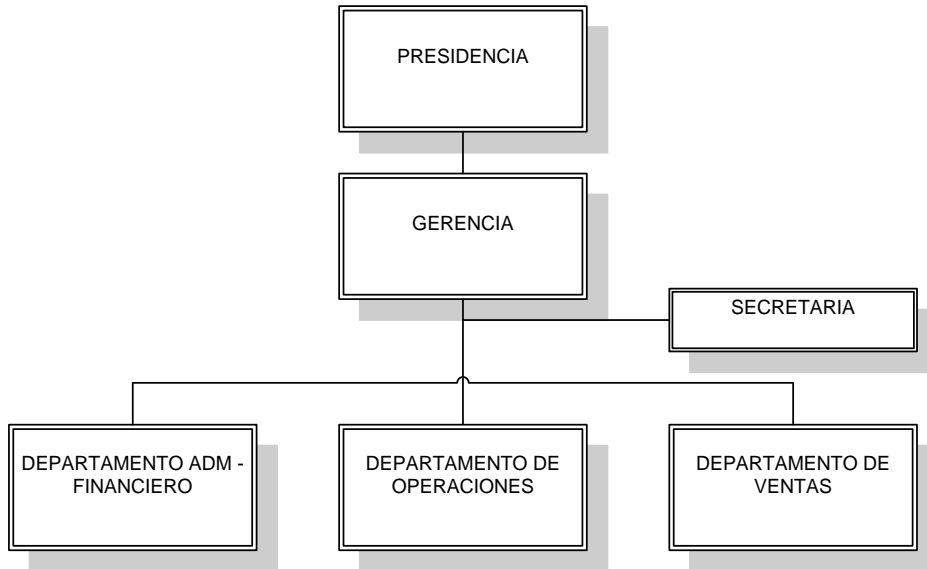 PRESIDENCIA
GERENCIA
SECRETARIA
DEPARTAMENTO ADM -
FINANCIERO
DEPARTAMENTO DE
OPERACIONES
DEPARTAMENTO DE
VENTAS